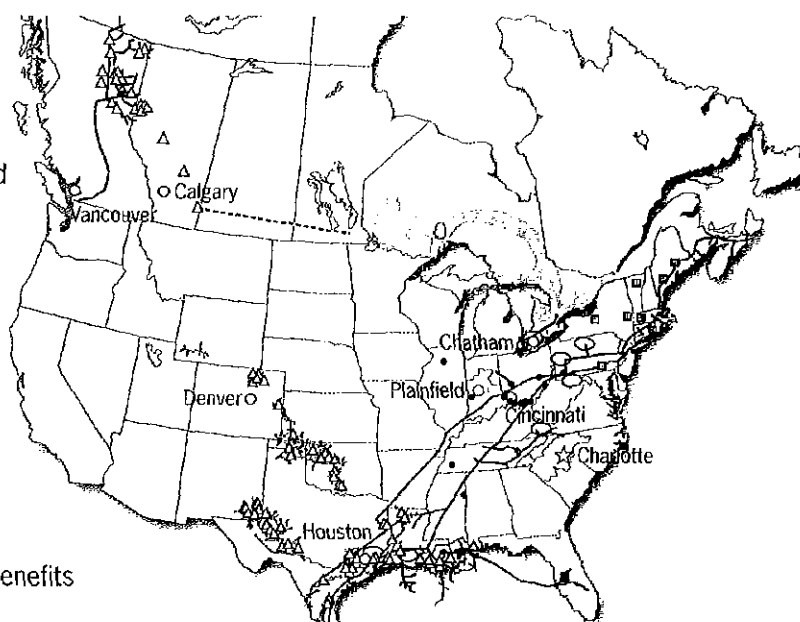 d
Calgary
Vancouver
Chatham
Plainfield
Denver
Cincinnati
Charlotte
Houston
enefits